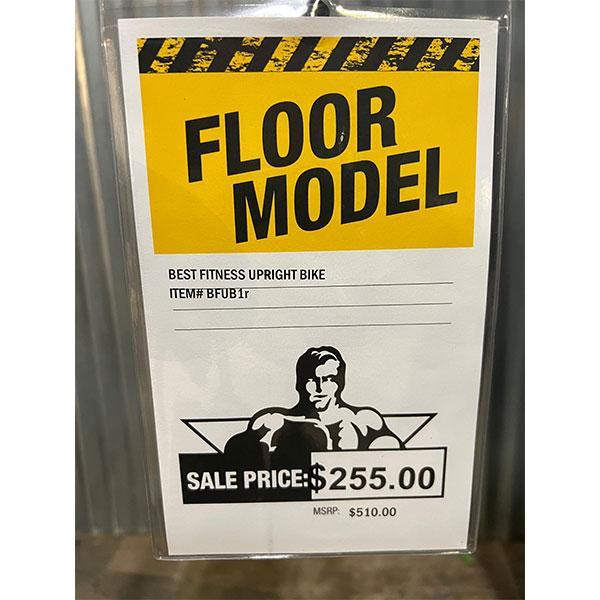 FLOOR
MODEL
BEST FITNESS UPRIGHT BIKE
ITEM# BFUB1r
SALE PRICE: $255.00
MSRP: $510.00